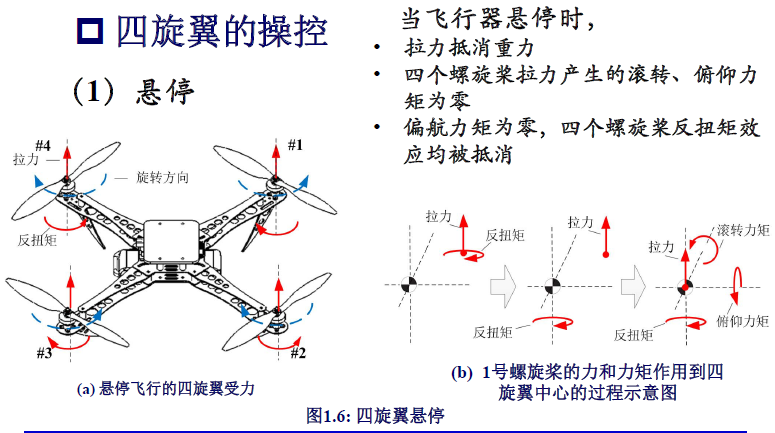 四旋翼的操控
（1）悬停
#4
#1
拉力
旋转方向
反扭矩
#3
#2
(a) 悬停飞行的四旋翼受力
当飞行器悬停时，
• 拉力抵消重力
• 四个螺旋桨拉力产生的滚转、俯仰力
矩为零
• 偏航力矩为零，四个螺旋桨反扭矩效
应均被抵消
拉力
反扭矩
拉力
反扭矩
拉力
滚转力矩
反扭矩
俯仰力矩
(b) 1号螺旋桨的力和力矩作用到四
旋翼中心的过程示意图
图1.6: 四旋翼悬停